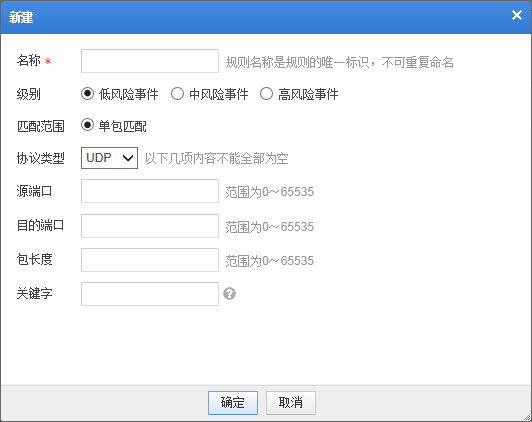 新建
名称 * 规则名称是规则的唯一标识，不可重复命名
级别 低风险事件 中风险事件 高风险事件
匹配范围 单包匹配
协议类型 UDP 以下几项内容不能全部为空
源端口 范围为0～65535
目的端口 范围为0～65535
包长度 范围为0～65535
关键字 ?
确定 取消